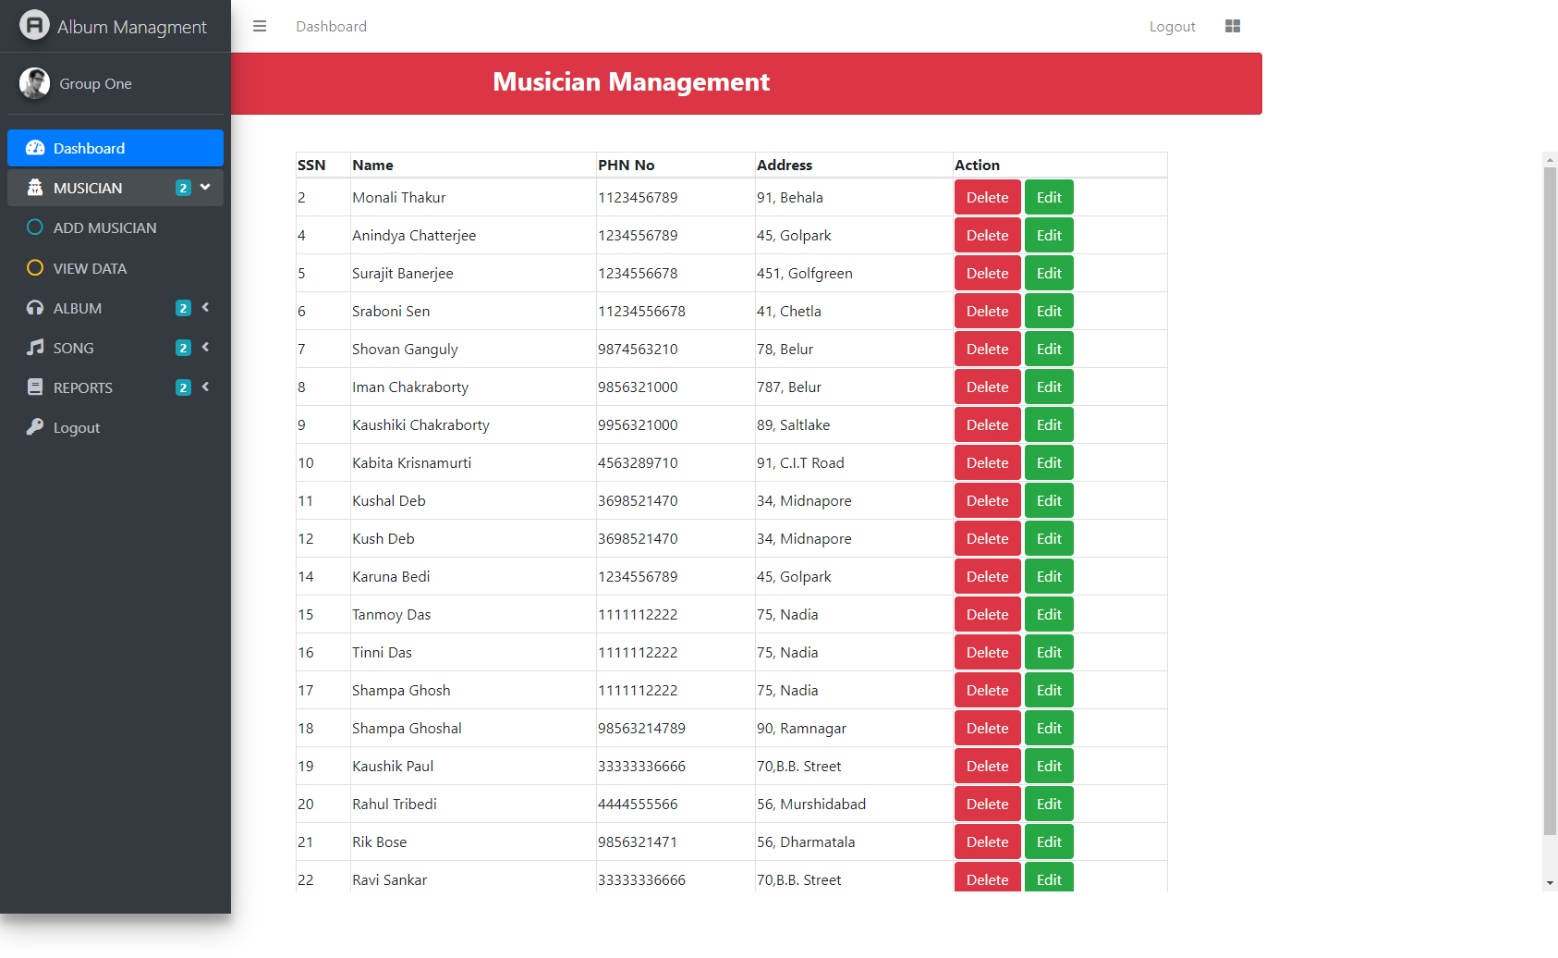 Album Managment
Dashboard
Logout
Group One
Musician Management
Dashboard
MUSICIAN 2
ADD MUSICIAN
VIEW DATA
ALBUM 2
SONG 2
REPORTS 2
Logout
SSN Name PHN No Address Action
2 Monali Thakur 1123456789 91, Behala Delete Edit
4 Anindya Chatterjee 1234556789 45, Golpark Delete Edit
5 Surajit Banerjee 1234556678 451, Golfgreen Delete Edit
6 Sraboni Sen 11234556678 41, Chetla Delete Edit
7 Shovan Ganguly 9874563210 78, Belur Delete Edit
8 Iman Chakraborty 9856321000 787, Belur Delete Edit
9 Kaushiki Chakraborty 9956321000 89, Saltlake Delete Edit
10 Kabita Krisnamurti 4563289710 91, C.I.T Road Delete Edit
11 Kushal Deb 3698521470 34, Midnapore Delete Edit
12 Kush Deb 3698521470 34, Midnapore Delete Edit
14 Karuna Bedi 1234556789 45, Golpark Delete Edit
15 Tanmoy Das 1111112222 75, Nadia Delete Edit
16 Tinni Das 1111112222 75, Nadia Delete Edit
17 Shampa Ghosh 1111112222 75, Nadia Delete Edit
18 Shampa Ghoshal 98563214789 90, Ramnagar Delete Edit
19 Kaushik Paul 33333336666 70,B.B. Street Delete Edit
20 Rahul Tribedi 4444555566 56, Murshidabad Delete Edit
21 Rik Bose 9856321471 56, Dharmatala Delete Edit
22 Ravi Sankar 33333336666 70,B.B. Street Delete Edit